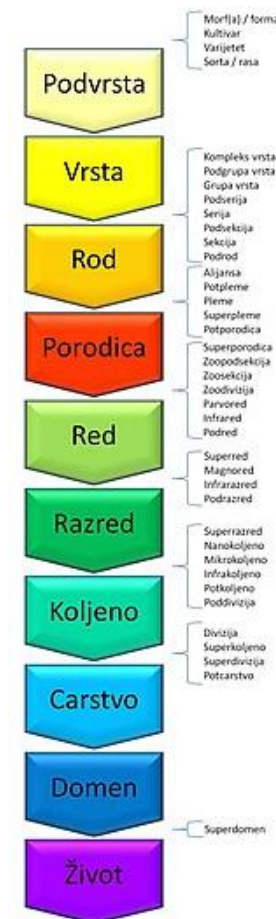 Morf(a) / forma
Kultivar
Varijetet
Sorta / rasa
Podvrsta
Vrsta
Kompleks vrsta
Podgrupa vrsta
Grupa vrsta
Podserija
Serija
Podsekcija
Sekcija
Podrod
Rod
Alijansa
Potpleme
Pleme
Superpleme
Potporodica
Porodica
Superporodica
Zoopodsekcija
Zoosekcija
Zoodivizija
Parvored
Infrared
Podred
Red
Superred
Magnored
Infrarazred
Podrazred
Razred
Superrazred
Nanokoljeno
Mikrokoljeno
Infrakoljeno
Potkoljeno
Poddivizija
Koljeno
Divizija
Superkoljeno
Superdivizija
Potcarstvo
Carstvo
Domen
Superdomen
Život